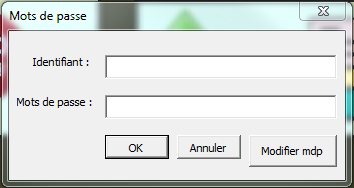 Mots de passe
Identifiant :
Mots de passe :
OK
Annuler
Modifier mdp